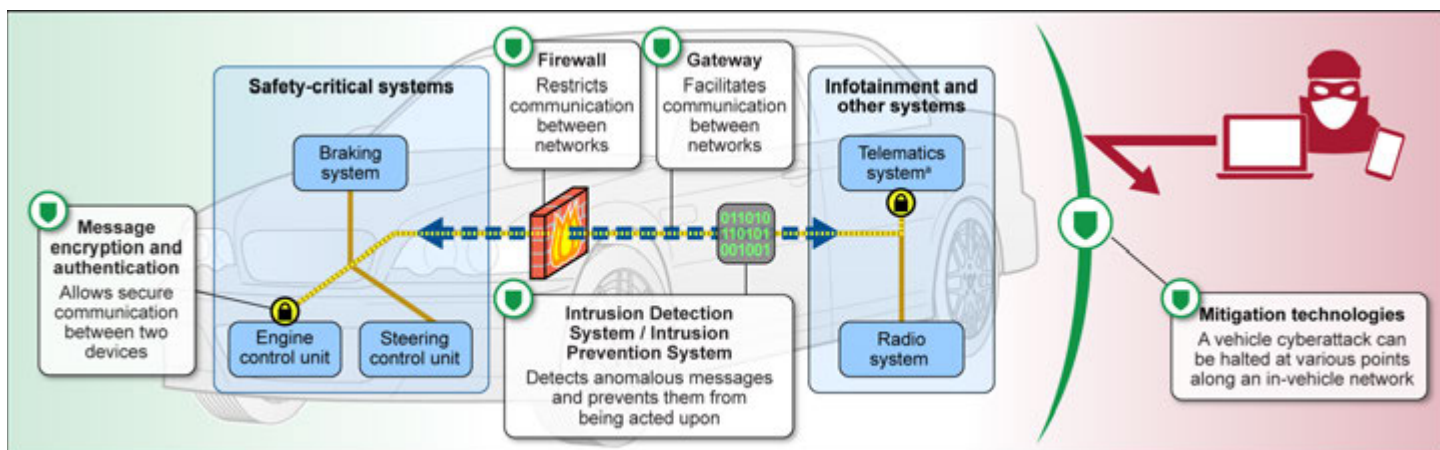 Safety-critical systems
Braking
system
Message
encryption and
authentication
Allows secure
communication
between two
devices
Engine
control unit
Steering
control unit
Firewall
Restricts
communication
between
networks
Gateway
Facilitates
communication
between
networks
011010
110101
001001
Intrusion Detection
System / Intrusion
Prevention System
Detects anomalous messages
and prevents them from
being acted upon
Infotainment and
other systems
Telematics
systemᵃ
Radio
system
Mitigation technologies
A vehicle cyberattack can
be halted at various points
along an in-vehicle network